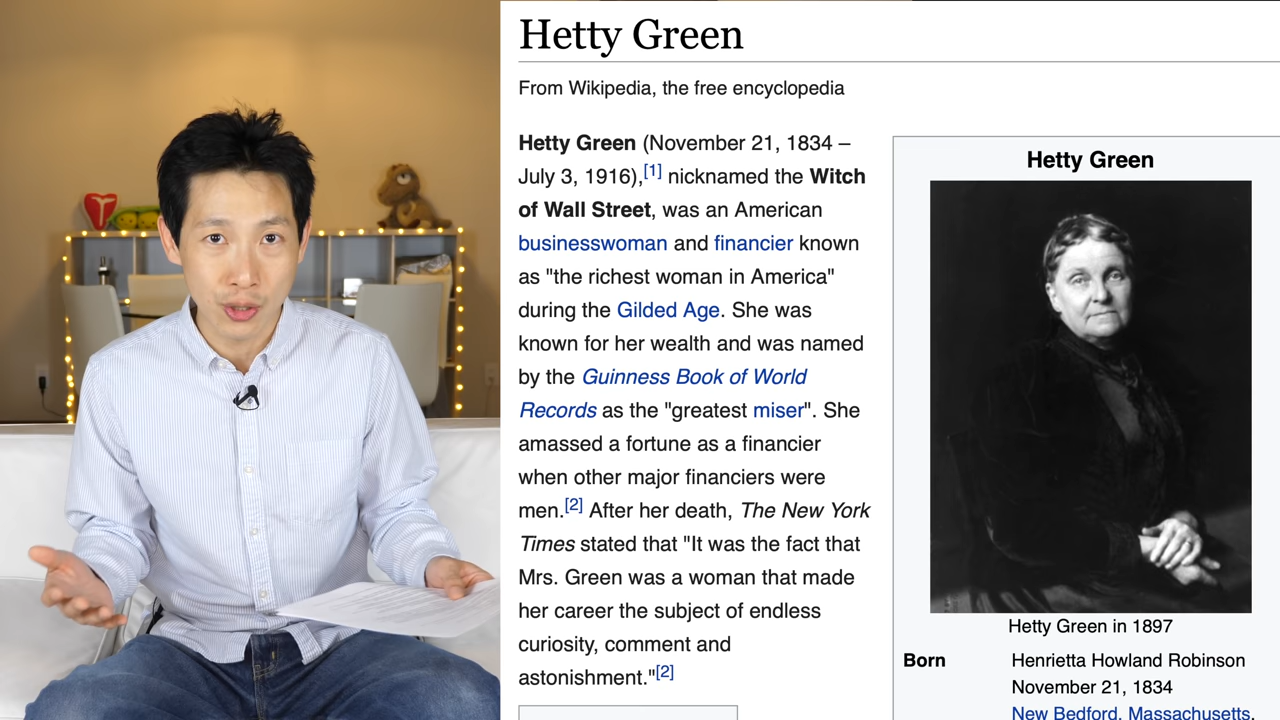 Hetty Green
From Wikipedia, the free encyclopedia
Hetty Green (November 21, 1834 –
July 3, 1916),[1] nicknamed the Witch
of Wall Street, was an American
businesswoman and financier known
as "the richest woman in America"
during the Gilded Age. She was
known for her wealth and was named
by the Guinness Book of World
Records as the "greatest miser". She
amassed a fortune as a financier
when other major financiers were
men.[2] After her death, The New York
Times stated that "It was the fact that
Mrs. Green was a woman that made
her career the subject of endless
curiosity, comment and
astonishment."[2]
Hetty Green
Hetty Green in 1897
Born Henrietta Howland Robinson
November 21, 1834
New Bedford, Massachusetts,